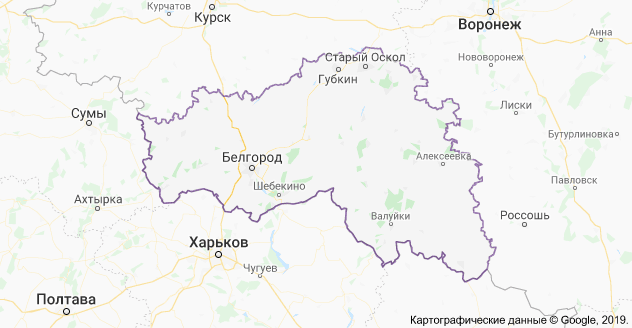 Курчатов
Курск
Воронеж
Анна
Старый Оскол
Нововоронеж
Губкин
Лиски
Сумы
Бутурлиновка
Белгород
Алексеевка
Шебекино
Павловск
Ахтырка
Валуйки
Россошь
Харьков
Чугуев
Полтава
Картографические данные © Google, 2019.